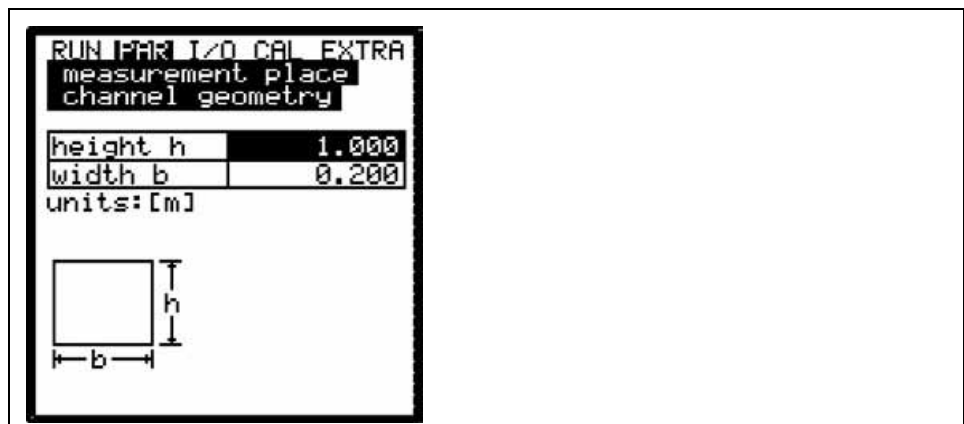 RUN PAR I/O CAL EXTRA
measurement place
channel geometry
height h 1.000
width b 0.200
units:[m]
h
b